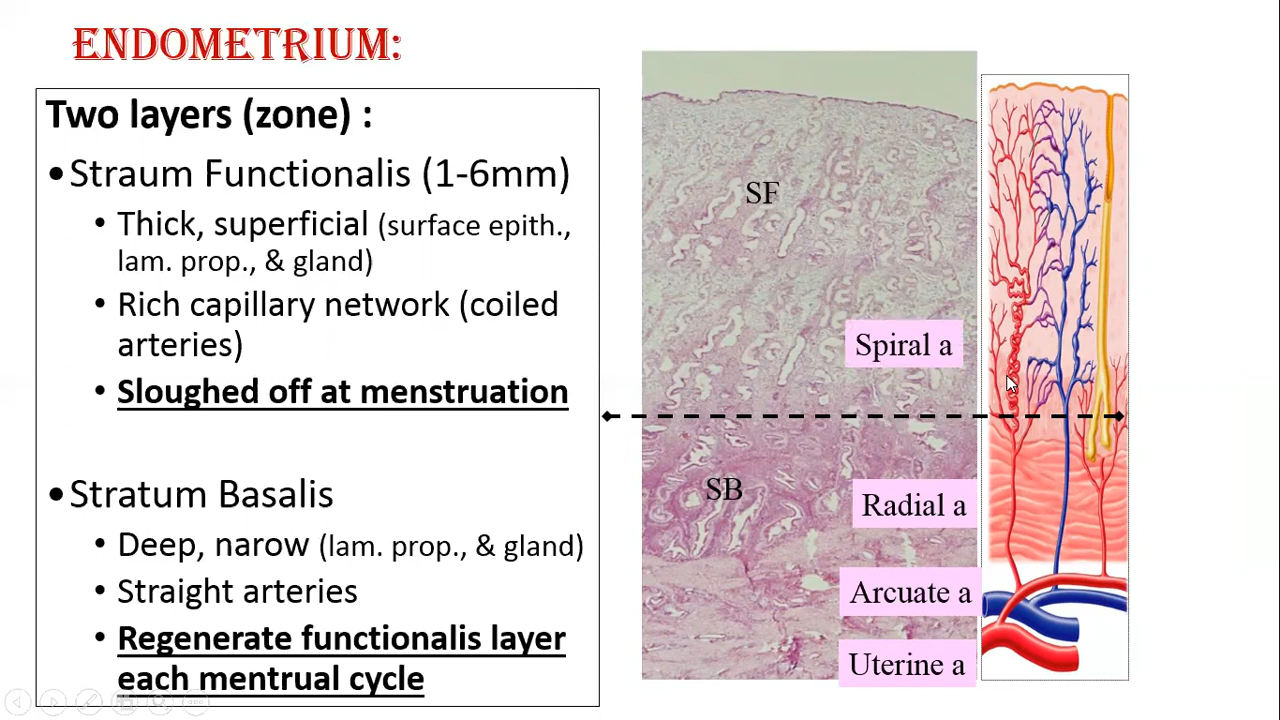 ENDOMETRIUM:
Two layers (zone) :
•Straum Functionalis (1-6mm)
• Thick, superficial (surface epith.,
lam. prop., & gland)
• Rich capillary network (coiled
arteries)
• Sloughed off at menstruation
•Stratum Basalis
• Deep, narow (lam. prop., & gland)
• Straight arteries
• Regenerate functionalis layer
each mentrual cycle
SF
Spiral a
SB
Radial a
Arcuate a
Uterine a